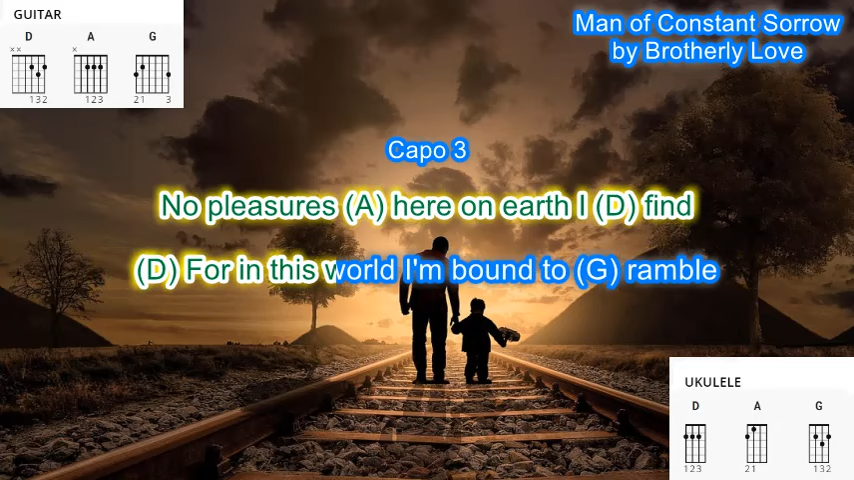 GUITAR
D A G
xx x
132 123 21 3
Man of Constant Sorrow
by Brotherly Love
Capo 3
No pleasures (A) here on earth I (D) find
(D) For in this world I'm bound to (G) ramble
UKULELE
D A G
123 21 132